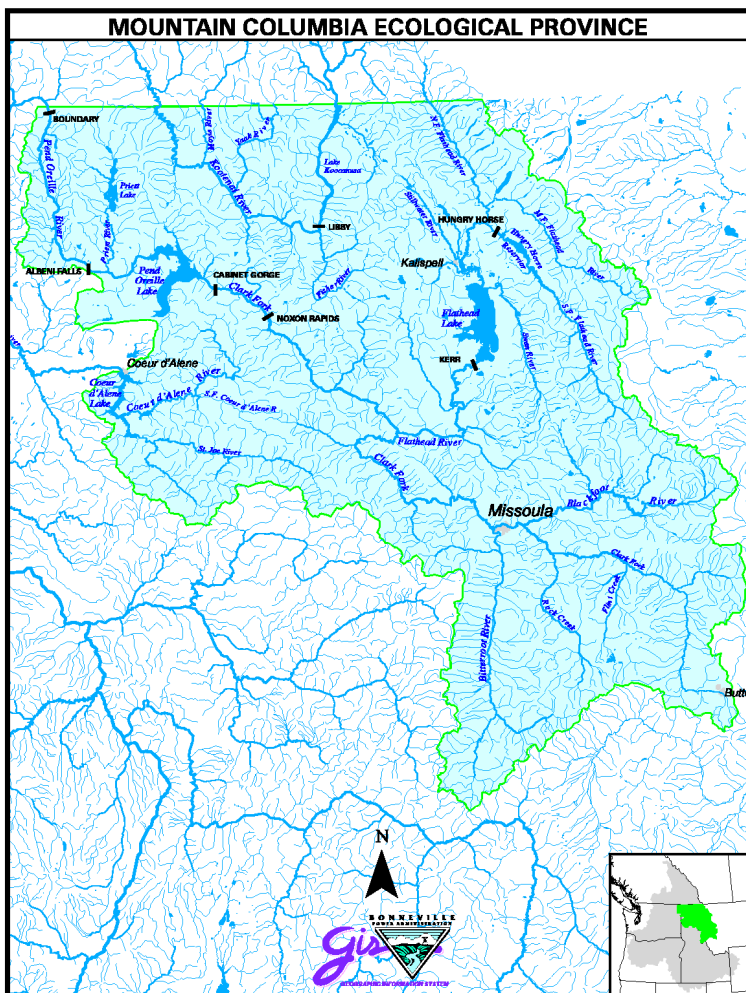 MOUNTAIN COLUMBIA ECOLOGICAL PROVINCE
BOUNDARY
Pend Oreille
River
Priest
Lake
Priest River
ALBENI FALLS
Pend
Oreille
Lake
Moyie River
Yaak River
Kootenai River
Lake
Koocanusa
LIBBY
Fisher River
CABINET GORGE
Clark Fork
NOXON RAPIDS
N.F. Flathead River
Stillwater River
HUNGRY HORSE
Hungry Horse
Reservoir
M.F. Flathead
River
Kalispell
S.F. Flathead River
Flathead
Lake
Swan River
KERR
Coeur d'Alene
Coeur
d'Alene
Lake
Coeur d'Alene River
S.F. Coeur d'Alene R.
St. Joe River
Flathead River
Clark Fork
Missoula
Blackfoot
River
Clark Fork
Flint Creek
Rock Creek
Bitterroot River
Butte
N
BONNEVILLE
POWER ADMINISTRATION
GIS
GEOGRAPHIC INFORMATION SYSTEM